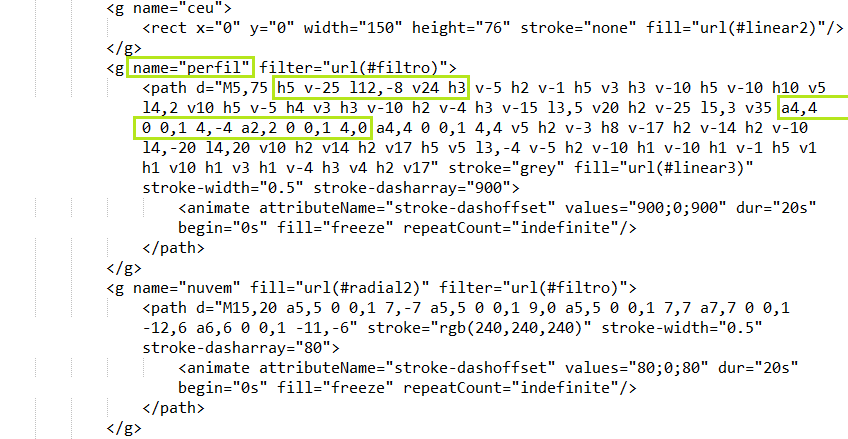 <g name="ceu">
<rect x="0" y="0" width="150" height="76" stroke="none" fill="url(#linear2)"/>
</g>
<g name="perfil" filter="url(#filtro)">
<path d="M5,75 h5 v-25 l12,-8 v24 h3 v-5 h2 v-1 h5 v3 h3 v-10 h5 v-10 h10 v5
l4,2 v10 h5 v-5 h4 v3 h3 v-10 h2 v-4 h3 v-15 l3,5 v20 h2 v-25 l5,3 v35 a4,4
0 0,1 4,-4 a2,2 0 0,1 4,0 a4,4 0 0,1 4,4 v5 h2 v-3 h8 v-17 h2 v-14 h2 v-10
l4,-20 l4,20 v10 h2 v14 h2 v17 h5 v5 l3,-4 v-5 h2 v-10 h1 v-10 h1 v-1 h5 v1
h1 v10 h1 v3 h1 v-4 h3 v4 h2 v17" stroke="grey" fill="url(#linear3)"
stroke-width="0.5" stroke-dasharray="900">
<animate attributeName="stroke-dashoffset" values="900;0;900" dur="20s"
begin="0s" fill="freeze" repeatCount="indefinite"/>
</path>
</g>
<g name="nuvem" fill="url(#radial2)" filter="url(#filtro)">
<path d="M15,20 a5,5 0 0,1 7,-7 a5,5 0 0,1 9,0 a5,5 0 0,1 7,7 a7,7 0 0,1
-12,6 a6,6 0 0,1 -11,-6" stroke="rgb(240,240,240)" stroke-width="0.5"
stroke-dasharray="80">
<animate attributeName="stroke-dashoffset" values="80;0;80" dur="20s"
begin="0s" fill="freeze" repeatCount="indefinite"/>
</path>
</g>